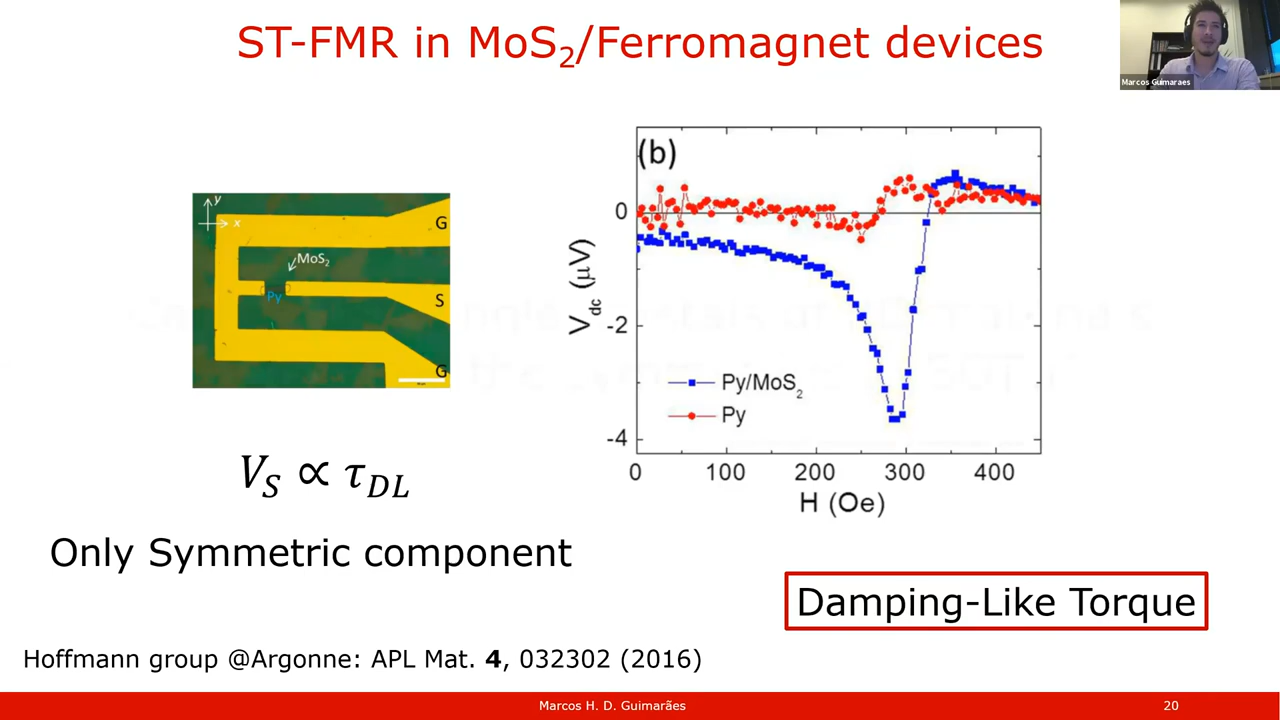 ST-FMR in MoS₂/Ferromagnet devices
Marcos Guimaraes
y
x
G
MoS₂
Py
S
G
(b)
0
-2
-4
V_dc (μV)
Py/MoS₂
Py
0 100 200 300 400
H (Oe)
V_S ∝ τ_DL
Only Symmetric component
Damping-Like Torque
Hoffmann group @Argonne: APL Mat. 4, 032302 (2016)
Marcos H. D. Guimarães
20